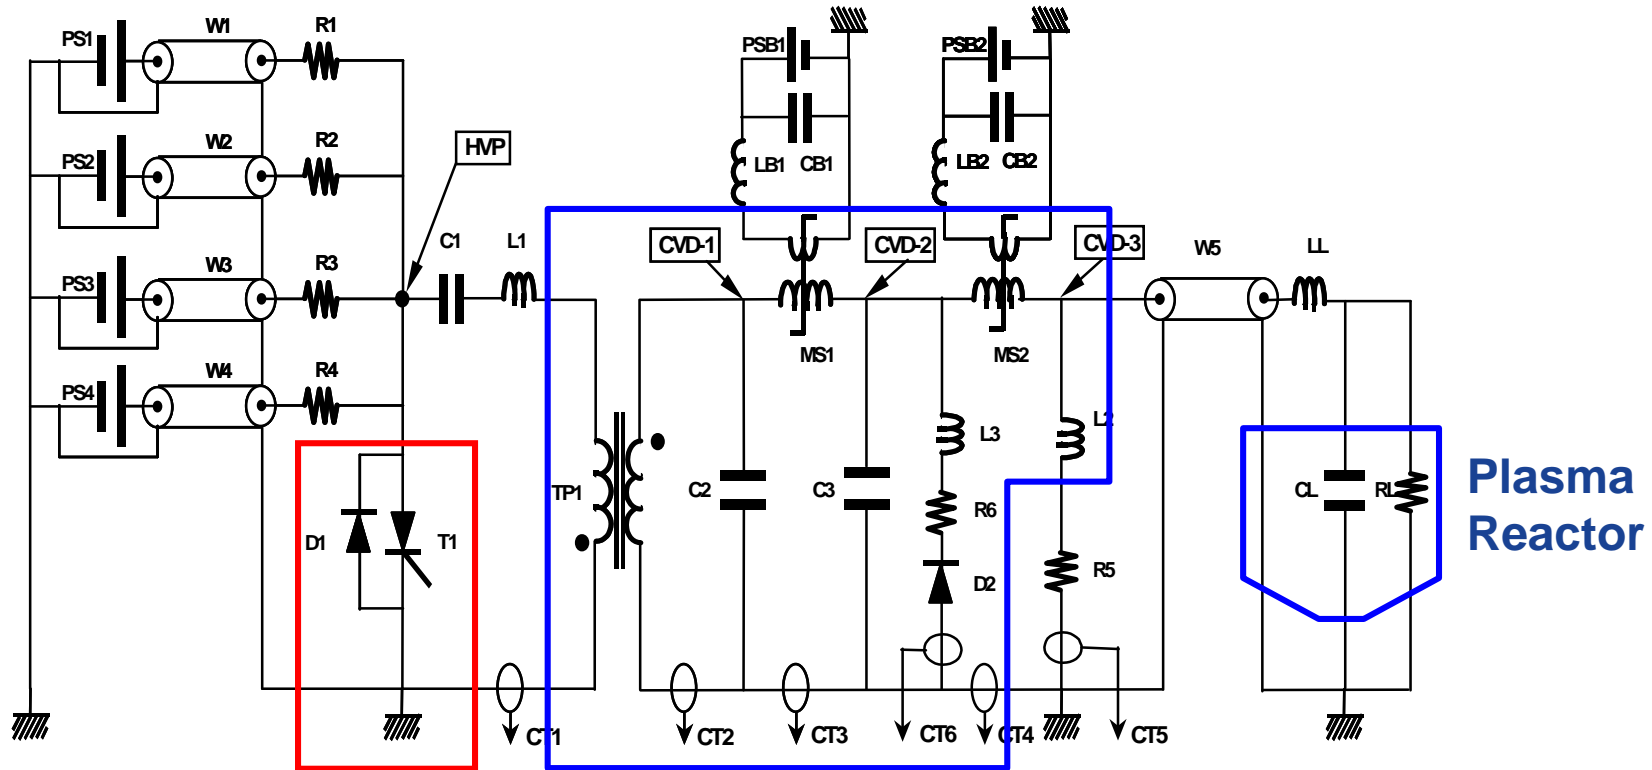 PS1
W1
R1
PSB1
PSB2
PS2
W2
R2
HVP
LB1
CB1
LB2
CB2
PS3
W3
R3
C1
L1
CVD-1
CVD-2
CVD-3
W5
LL
MS1
MS2
PS4
W4
R4
L3
L2
D1
T1
TP1
C2
C3
R6
CL
RL
Plasma
Reactor
D2
R5
CT1
CT2
CT3
CT6
CT4
CT5